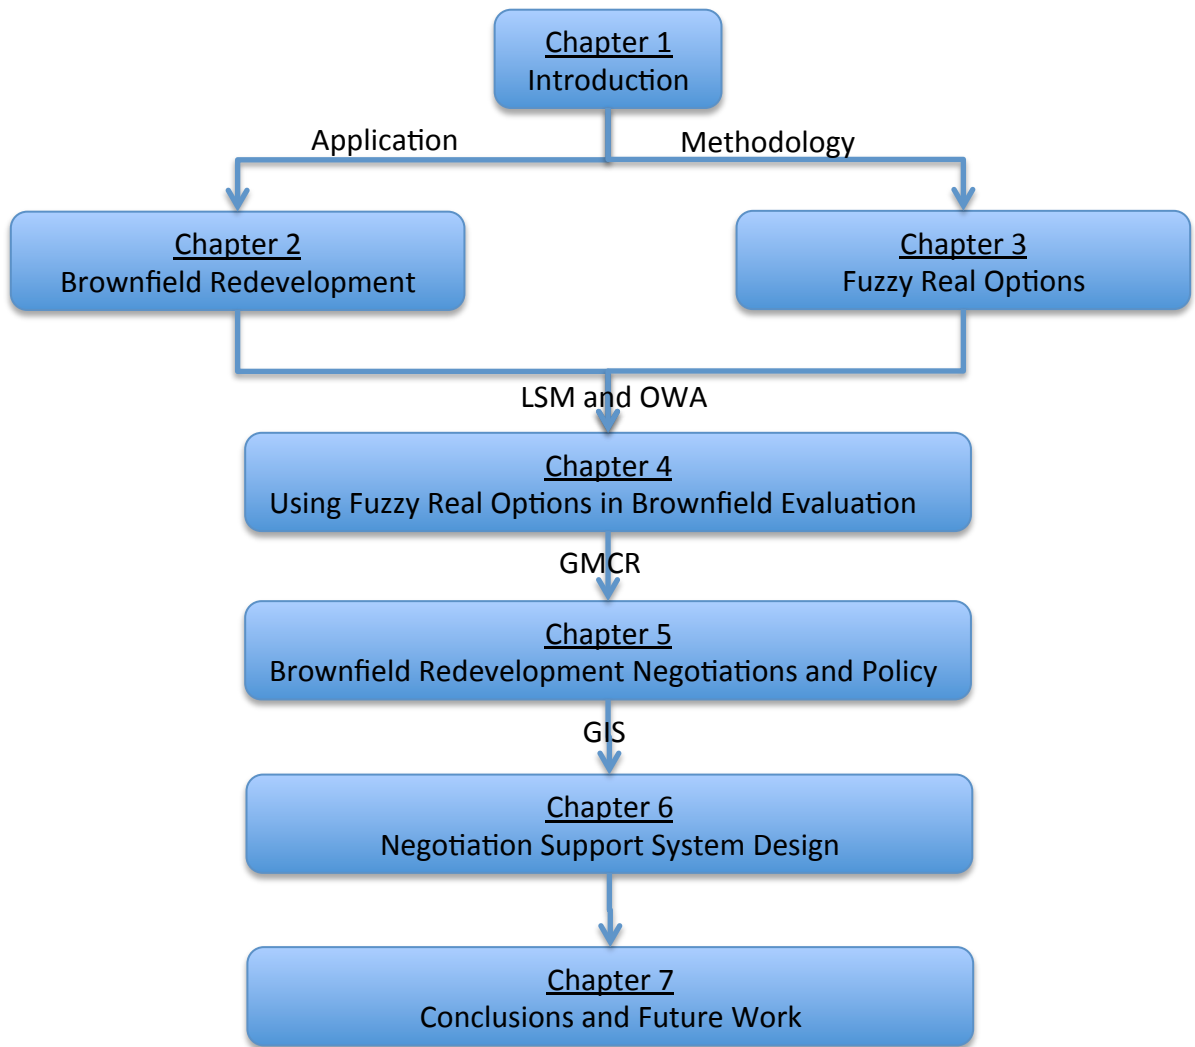 Chapter 1
Introduction
Application
Methodology
Chapter 2
Brownfield Redevelopment
Chapter 3
Fuzzy Real Options
LSM and OWA
Chapter 4
Using Fuzzy Real Options in Brownfield Evaluation
GMCR
Chapter 5
Brownfield Redevelopment Negotiations and Policy
GIS
Chapter 6
Negotiation Support System Design
Chapter 7
Conclusions and Future Work